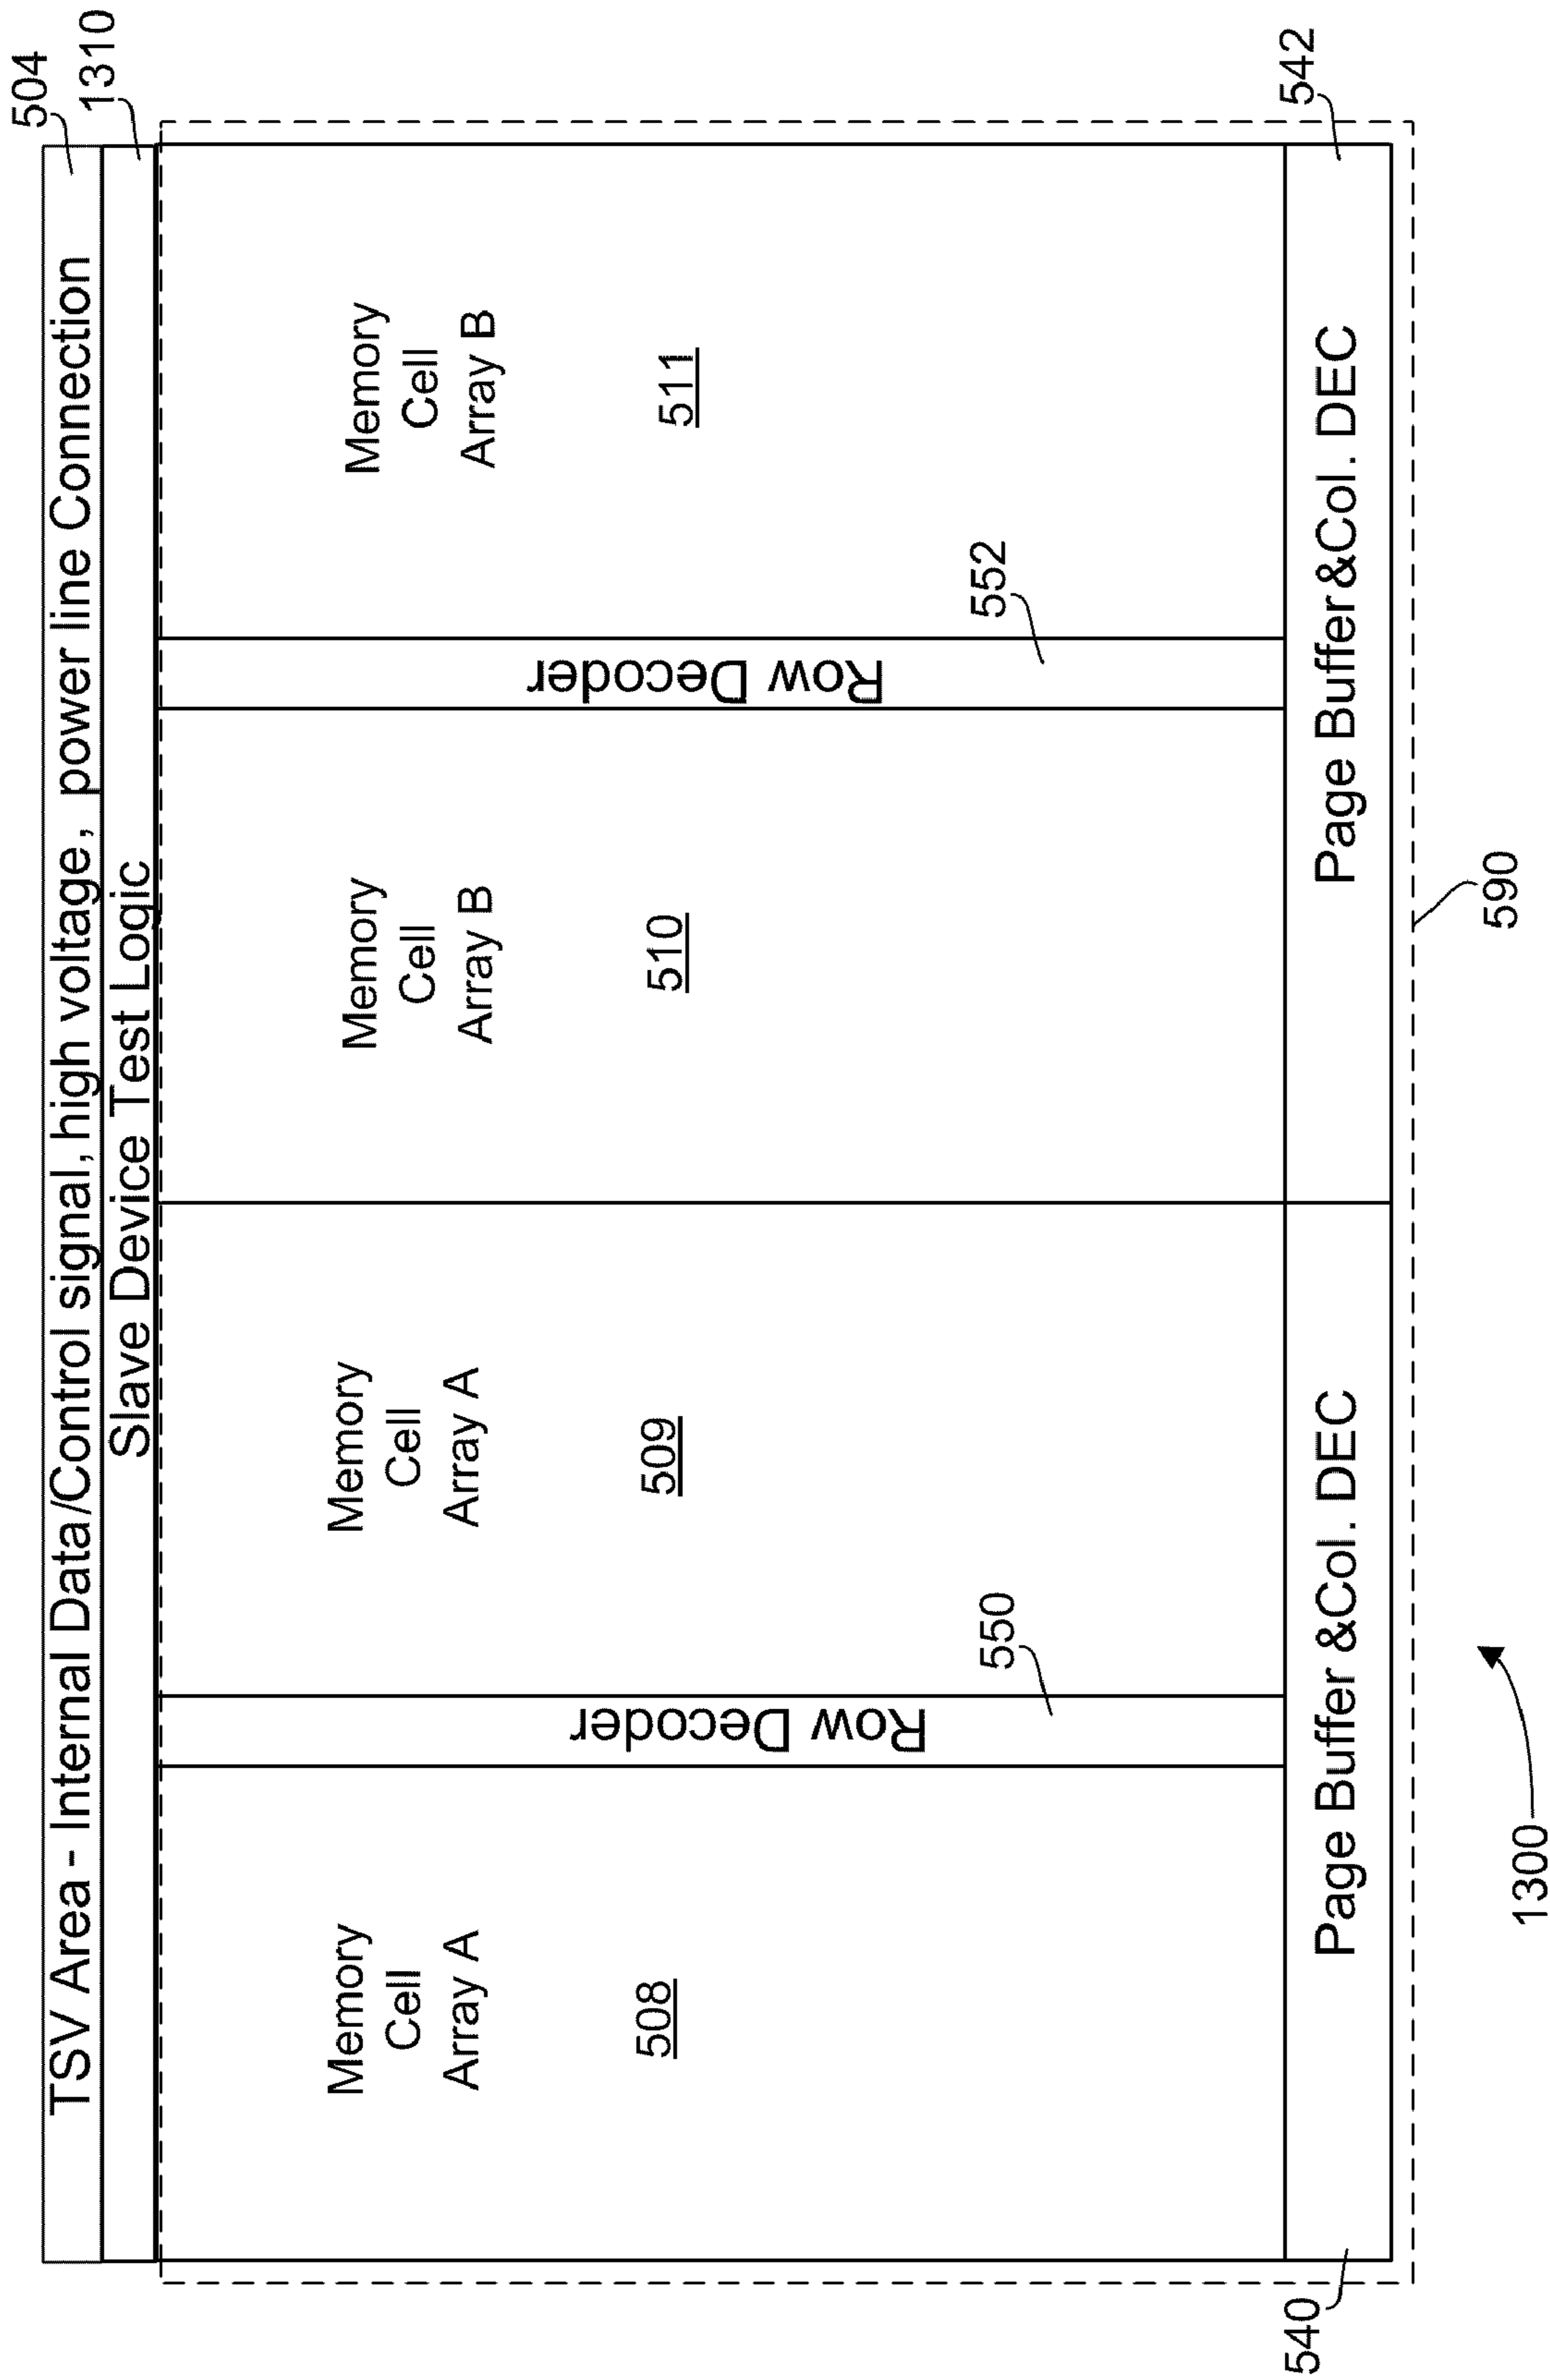 504
TSV Area - Internal Data/Control signal, high voltage, power line Connection
1310
Slave Device Test Logic
Memory
Cell
Array A
508
Row Decoder
550
Memory
Cell
Array A
509
Memory
Cell
Array B
510
Row Decoder
552
Memory
Cell
Array B
511
540
Page Buffer &Col. DEC
Page Buffer&Col. DEC
542
590
1300